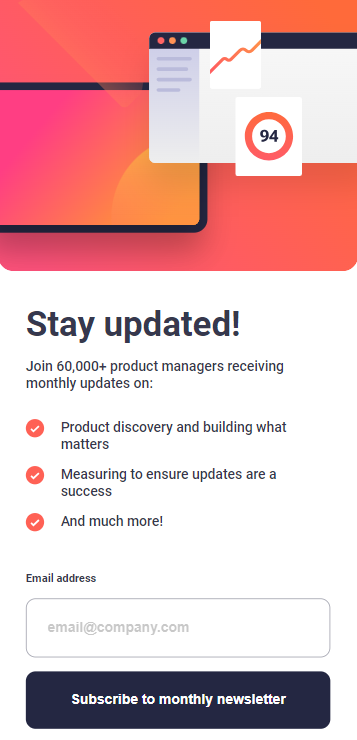 94
Stay updated!
Join 60,000+ product managers receiving
monthly updates on:
Product discovery and building what
matters
Measuring to ensure updates are a
success
And much more!
Email address
email@company.com
Subscribe to monthly newsletter